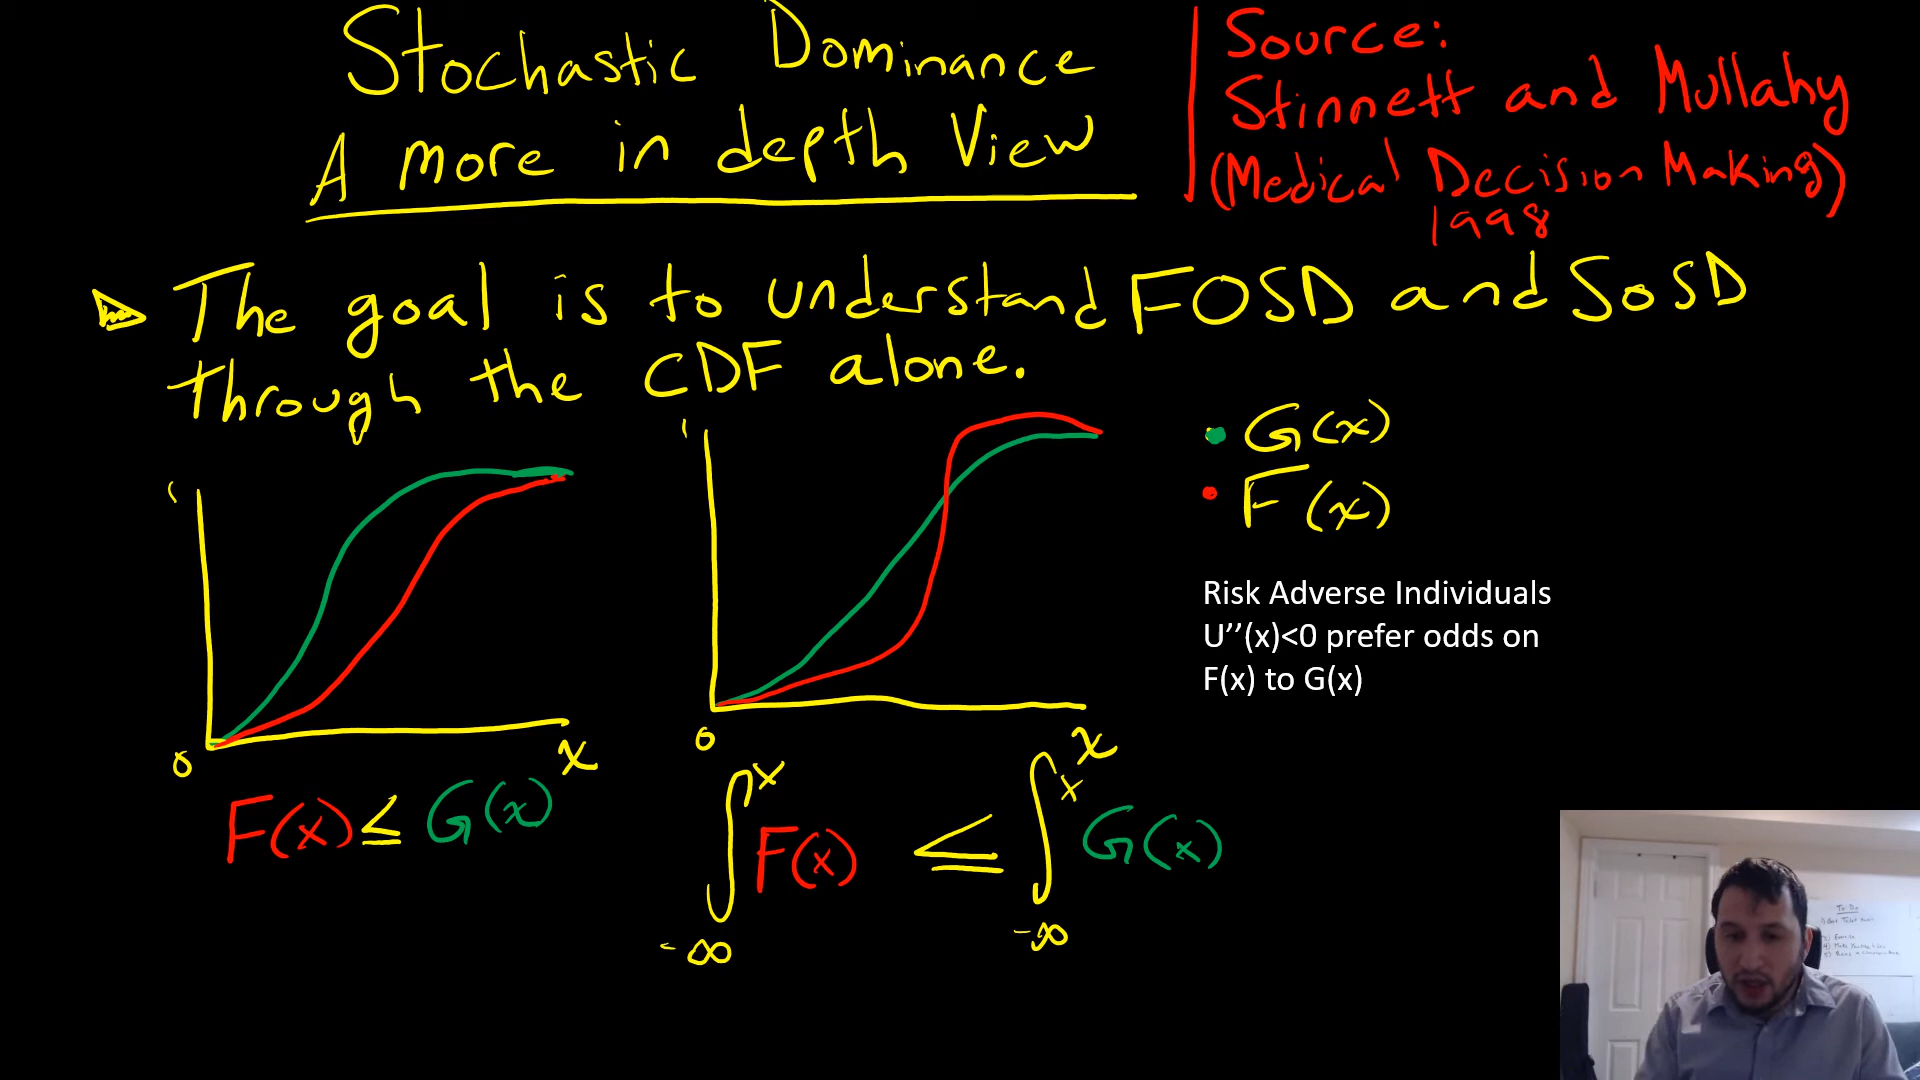 Stochastic Dominance
A more in depth View
Source:
Stinnett and Mullahy
(Medical Decision Making)
1998
The goal is to understand FOSD and SOSD
through the CDF alone.
G(x)
F(x)
1
1
Risk Adverse Individuals
U’’(x)<0 prefer odds on
F(x) to G(x)
0
x
0
x
F(x) ≤ G(x)
∫ x -∞ F(x) ≤ ∫ x -∞ G(x)
To Do